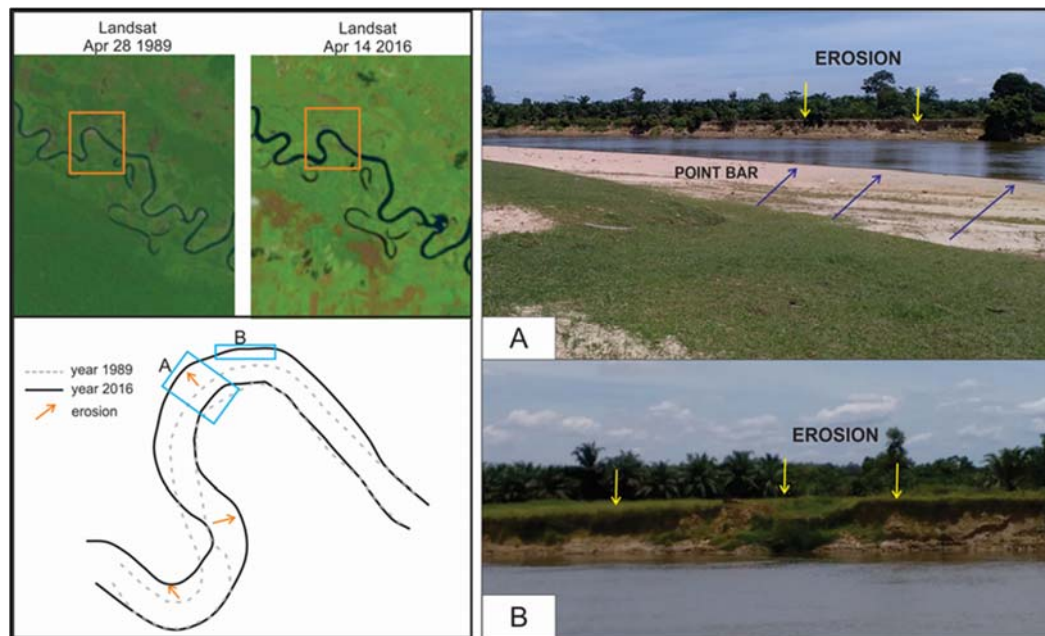 Landsat
Apr 28 1989
Landsat
Apr 14 2016
year 1989
year 2016
erosion
A
B
EROSION
POINT BAR
A
EROSION
B